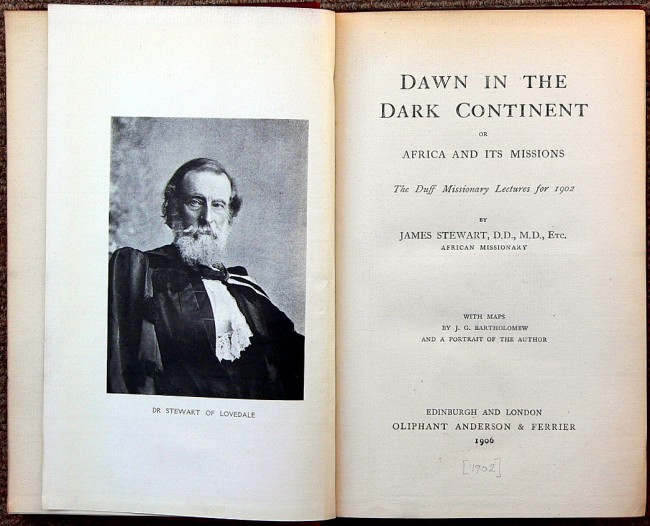 DR STEWART OF LOVEDALE
DAWN IN THE
DARK CONTINENT
OR
AFRICA AND ITS MISSIONS
The Duff Missionary Lectures for 1902
BY
JAMES STEWART, D.D., M.D., ETC.
AFRICAN MISSIONARY
WITH MAPS
BY J. G. BARTHOLOMEW
AND A PORTRAIT OF THE AUTHOR
EDINBURGH AND LONDON
OLIPHANT ANDERSON & FERRIER
1906
[1902]